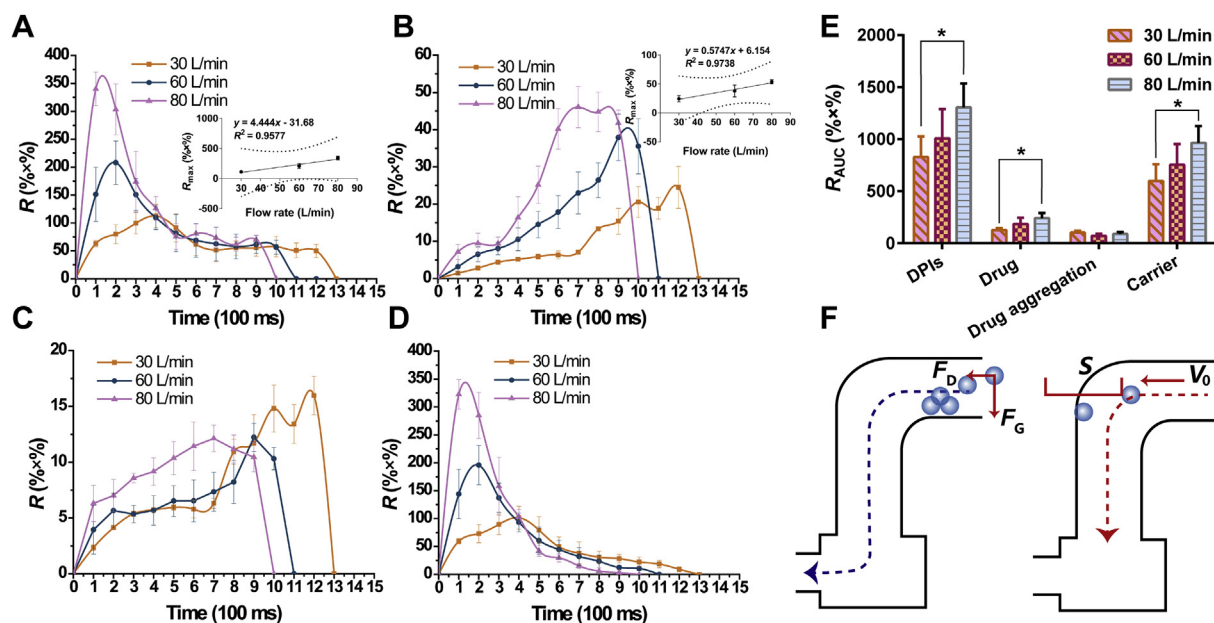 A
400
350
300
250
200
150
100
50
0
R (%×%)
30 L/min
60 L/min
80 L/min
1000
500
0
-500
Rmax (%×%)
y = 4.444x - 31.68
R² = 0.9577
30 40 50 60 70 80 90
Flow rate (L/min)
0 1 2 3 4 5 6 7 8 9 10 11 12 13 14 15
Time (100 ms)
B
60
50
40
30
20
10
0
R (%×%)
30 L/min
60 L/min
80 L/min
y = 0.5747x + 6.154
R² = 0.9738
100
50
0
-50
Rmax (%×%)
30 40 50 60 70 80 90
Flow rate (L/min)
0 1 2 3 4 5 6 7 8 9 10 11 12 13 14 15
Time (100 ms)
E
2000
1500
1000
500
0
RAUC (%×%)
30 L/min
60 L/min
80 L/min
*
*
*
DPIs
Drug
Drug aggregation
Carrier
C
20
15
10
5
0
R (%×%)
30 L/min
60 L/min
80 L/min
0 1 2 3 4 5 6 7 8 9 10 11 12 13 14 15
Time (100 ms)
D
400
350
300
250
200
150
100
50
0
R (%×%)
30 L/min
60 L/min
80 L/min
0 1 2 3 4 5 6 7 8 9 10 11 12 13 14 15
Time (100 ms)
F
FD
FG
S
V0